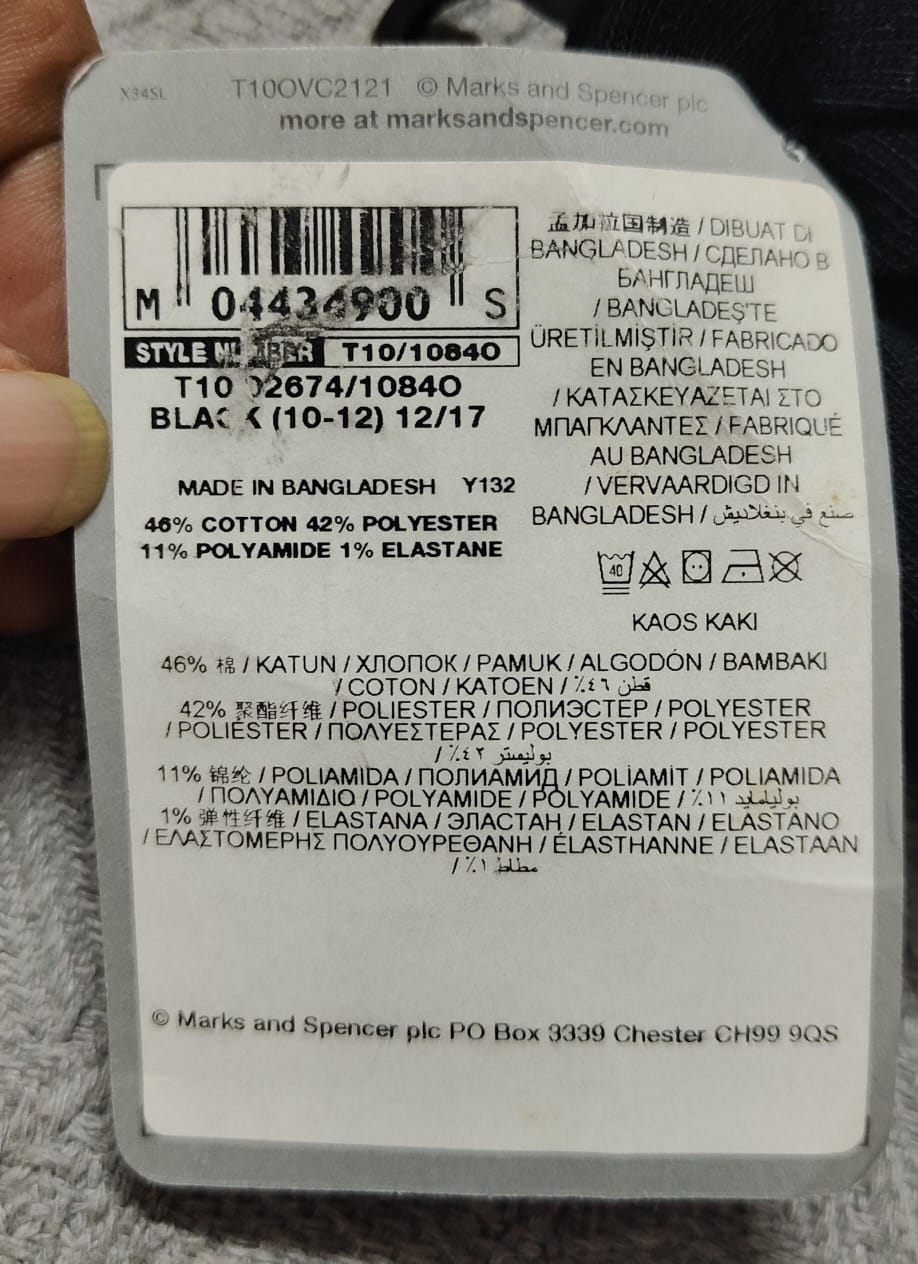 X34SL
T10OVC2121 © Marks and Spencer plc
more at marksandspencer.com
M 04434900 S
STYLE T10/1084O
T10 2674/1084O
BLACK (10-12) 12/17
MADE IN BANGLADESH Y132
46% COTTON 42% POLYESTER
11% POLYAMIDE 1% ELASTANE
孟加拉国制造 / DIBUAT DI
BANGLADESH / СДЕЛАНО В
БАНГЛАДЕШ
/ BANGLADEŞ'TE
ÜRETİLMİŞTİR / FABRICADO
EN BANGLADESH
/ ΚΑΤΑΣΚΕΥΑΖΕΤΑΙ ΣΤΟ
ΜΠΑΓΚΛΑΝΤΕΣ / FABRIQUÉ
AU BANGLADESH
/ VERVAARDIGD IN
BANGLADESH / صنع في بنغلاديش
40
KAOS KAKI
46% 棉 / KATUN / ХЛОПОК / PAMUK / ALGODÓN / BAMBAKI
/ COTON / KATOEN / قطن ٤٦٪
42% 聚酯纤维 / POLIESTER / ПОЛИЭСТЕР / POLYESTER
/ POLIÉSTER / ΠΟΛΥΕΣΤΕΡΑΣ / POLYESTER / POLYESTER
/ بوليستر ٤٢٪
11% 锦纶 / POLIAMIDA / ПОЛИАМИД / POLİAMİT / POLIAMIDA
/ ΠΟΛΥΑΜΙΔΙΟ / POLYAMIDE / POLYAMIDE / بولياميد ١١٪
1% 弹性纤维 / ELASTANA / ЭЛАСТАН / ELASTAN / ELASTANO
/ ΕΛΑΣΤΟΜΕΡΗΣ ΠΟΛΥΟΥΡΕΘΑΝΗ / ÉLASTHANNE / ELASTAAN
/ مطاط ١٪
© Marks and Spencer plc PO Box 3339 Chester CH99 9QS